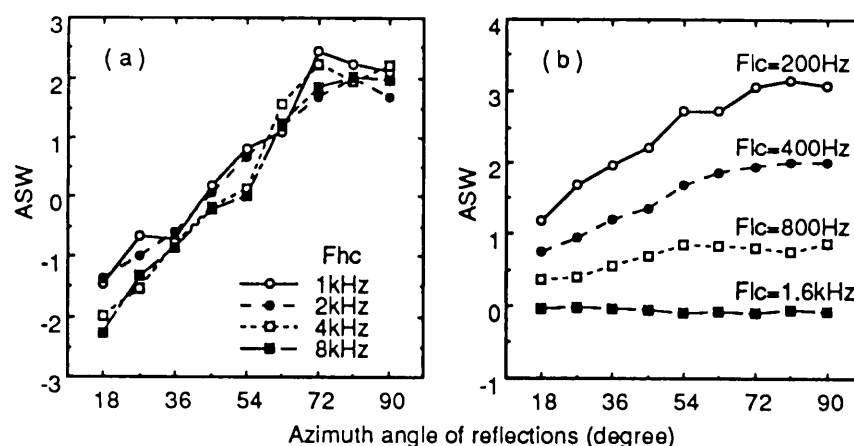 (a)
ASW
3
2
1
0
-1
-2
-3
18 36 54 72 90
Fhc
1kHz
2kHz
4kHz
8kHz
(b)
ASW
4
3
2
1
0
-1
18 36 54 72 90
Flc=200Hz
Flc=400Hz
Flc=800Hz
Flc=1.6kHz
Azimuth angle of reflections (degree)